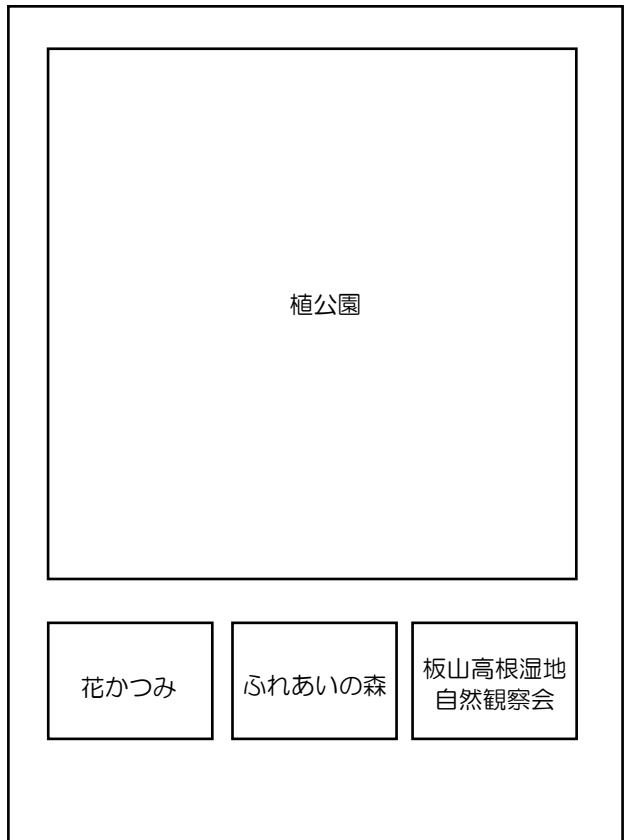 植公園
花かつみ
ふれあいの森
板山高根湿地
自然観察会